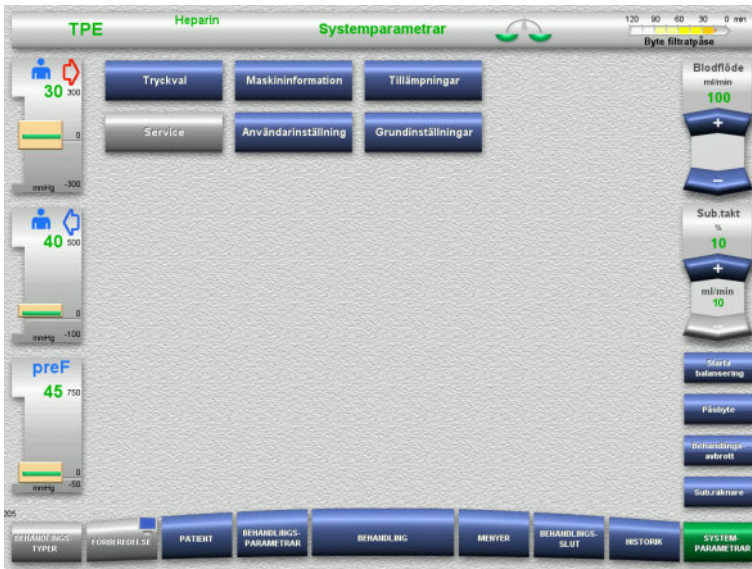 TPE
Heparin
Systemparametrar
120 90 60 30 0 min
Byte filtratpåse
30 300
0
mmHg -300
40 500
0
mmHg -100
preF
45 750
0
mmHg -50
205
Tryckval
Maskininformation
Tillämpningar
Service
Användarinställning
Grundinställningar
Blodflöde
ml/min
100
+
−
Sub.takt
%
10
+
ml/min
10
−
Starta
balansering
Påsbyte
Behandlings-
avbrott
Sub.räknare
BEHANDLINGS-
TYPER
FÖRBEREDELSE
PATIENT
BEHANDLINGS-
PARAMETRAR
BEHANDLING
MENYER
BEHANDLINGS-
SLUT
HISTORIK
SYSTEM-
PARAMETRAR